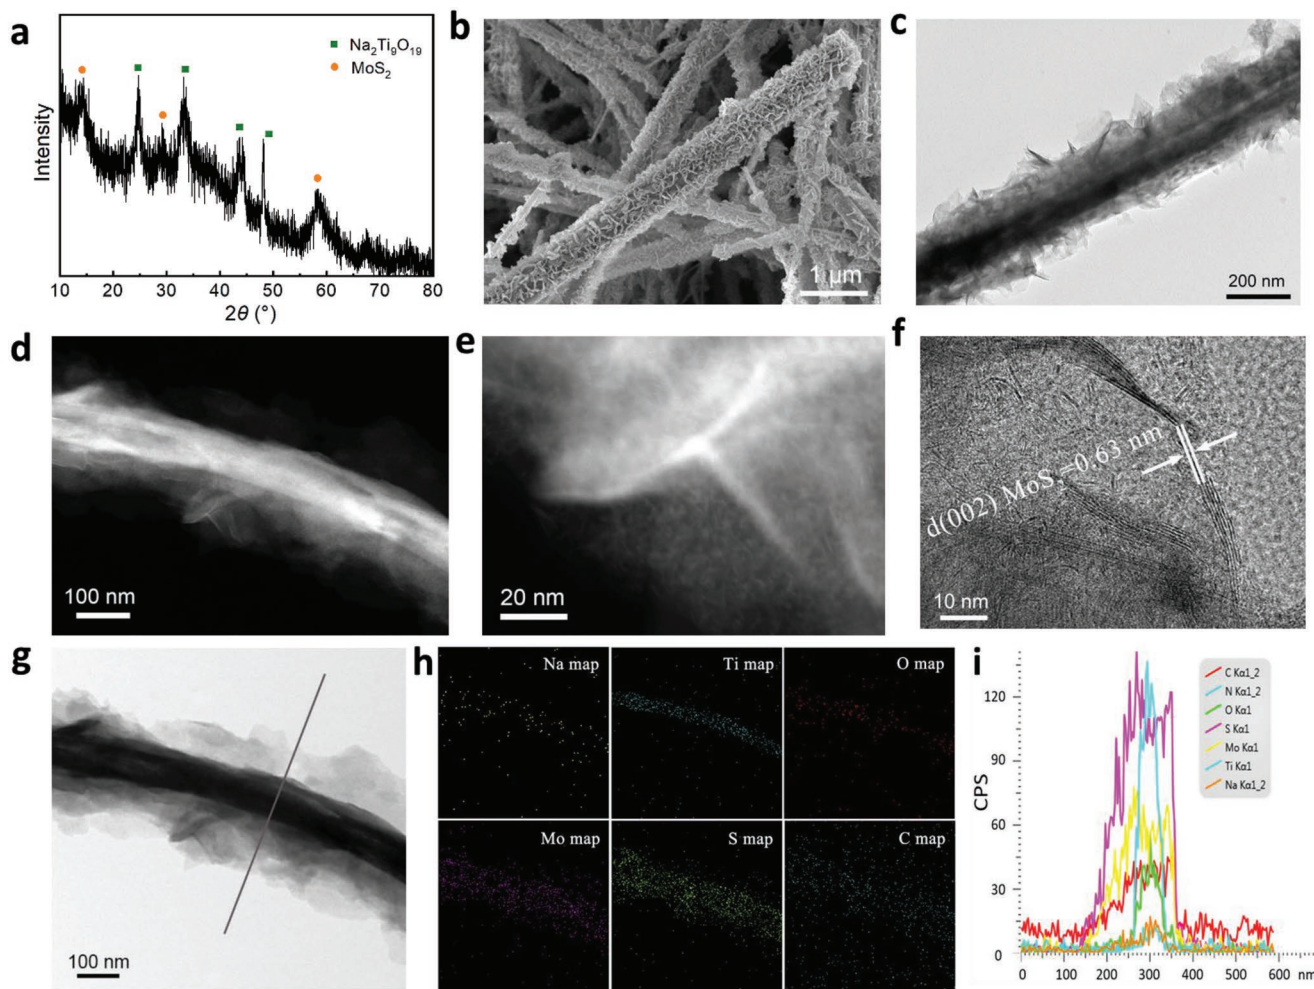 a
Na₂Ti₉O₁₉
MoS₂
Intensity
10 20 30 40 50 60 70 80
2θ (°)
b
1 µm
c
200 nm
d
100 nm
e
20 nm
f
d(002) MoS₂=0.63 nm
10 nm
g
100 nm
h
Na map
Ti map
O map
Mo map
S map
C map
i
120
90
60
30
0
CPS
C Kα1_2
N Kα1_2
O Kα1
S Kα1
Mo Kα1
Ti Kα1
Na Kα1_2
0 100 200 300 400 500 600 nm